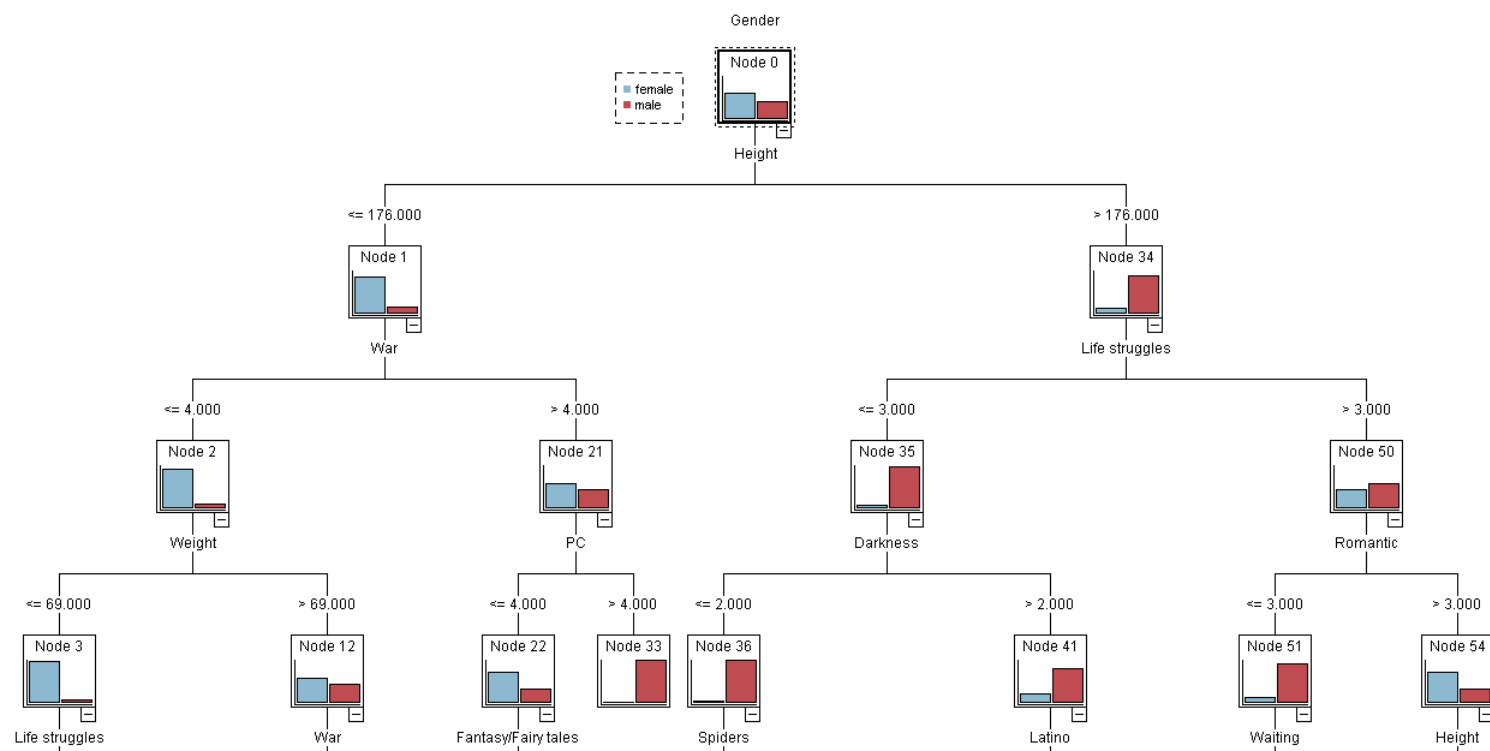 Gender
Node 0
female
male
Height
<= 176.000 > 176.000
Node 1 Node 34
War Life struggles
<= 4.000 > 4.000 <= 3.000 > 3.000
Node 2 Node 21 Node 35 Node 50
Weight PC Darkness Romantic
<= 69.000 > 69.000 <= 4.000 > 4.000 <= 2.000 > 2.000 <= 3.000 > 3.000
Node 3 Node 12 Node 22 Node 33 Node 36 Node 41 Node 51 Node 54
Life struggles War Fantasy/Fairy tales Spiders Latino Waiting Height